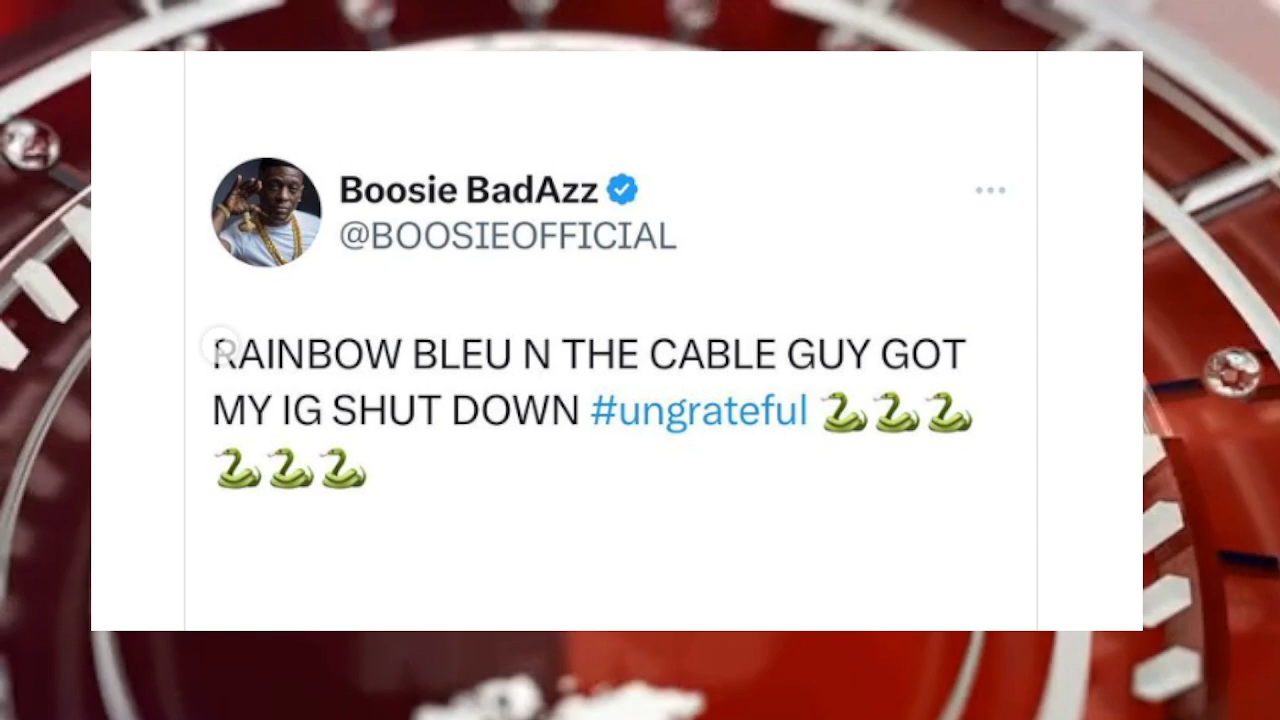 Boosie BadAzz
@BOOSIEOFFICIAL
RAINBOW BLEU N THE CABLE GUY GOT
MY IG SHUT DOWN #ungrateful 🐍🐍🐍
🐍🐍🐍